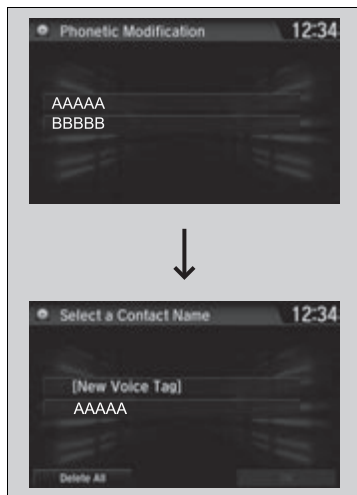 Phonetic Modification 12:34
AAAAA
BBBBB
Select a Contact Name 12:34
[New Voice Tag]
AAAAA
Delete All